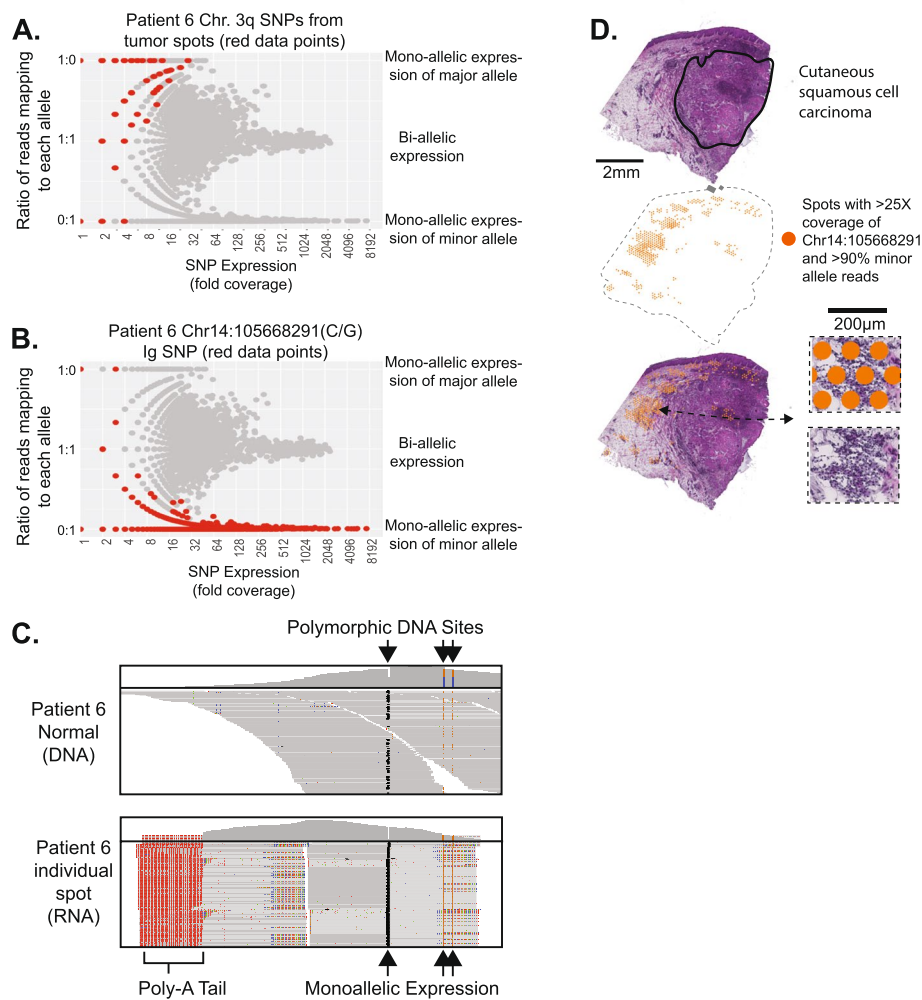 A.
Patient 6 Chr. 3q SNPs from
tumor spots (red data points)
Ratio of reads mapping
to each allele
1:0
1:1
0:1
Mono-allelic expres-
sion of major allele
Bi-allelic
expression
Mono-allelic expres-
sion of minor allele
1
2
4
8
16
32
64
128
256
512
1024
2048
4096
8192
SNP Expression
(fold coverage)
B.
Patient 6 Chr14:105668291(C/G)
Ig SNP (red data points)
Ratio of reads mapping
to each allele
1:0
1:1
0:1
Mono-allelic expres-
sion of major allele
Bi-allelic
expression
Mono-allelic expres-
sion of minor allele
1
2
4
8
16
32
64
128
256
512
1024
2048
4096
8192
SNP Expression
(fold coverage)
C.
Polymorphic DNA Sites
Patient 6
Normal
(DNA)
Patient 6
individual
spot
(RNA)
Poly-A Tail
Monoallelic Expression
D.
Cutaneous
squamous cell
carcinoma
2mm
Spots with >25X
coverage of
Chr14:105668291
and >90% minor
allele reads
200µm